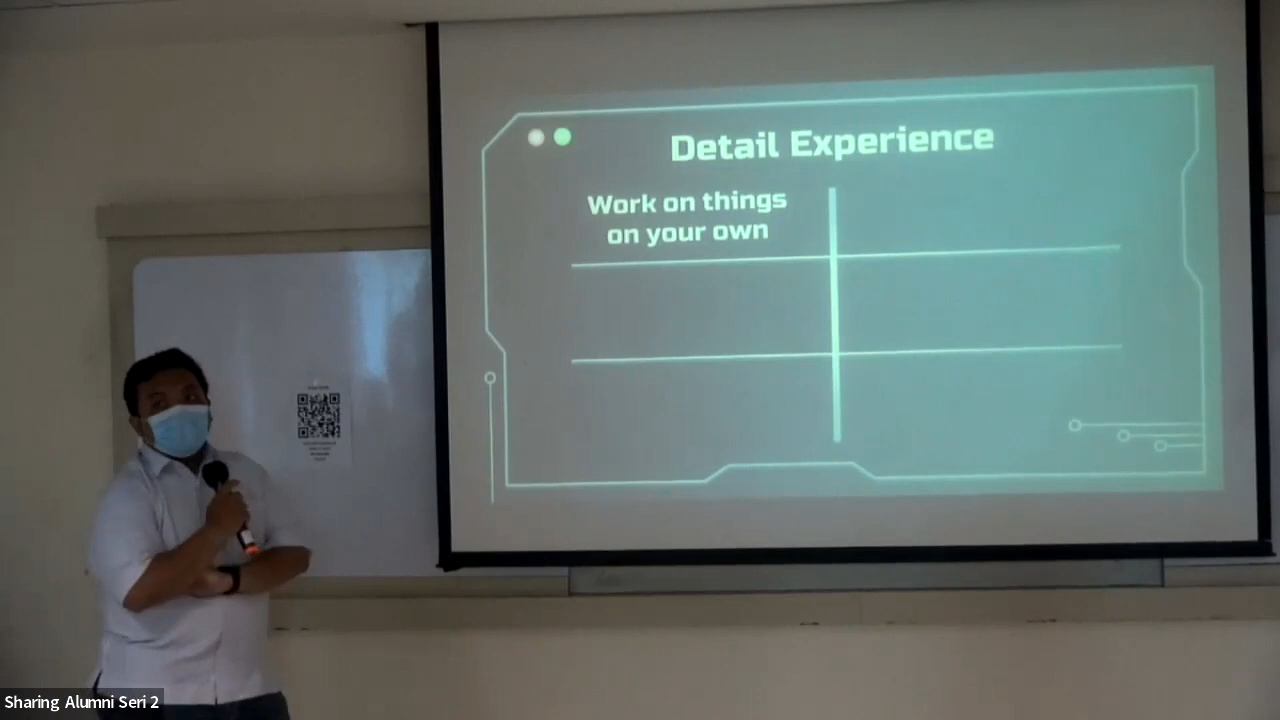 Detail Experience
Work on things
on your own
Sharing Alumni Seri 2